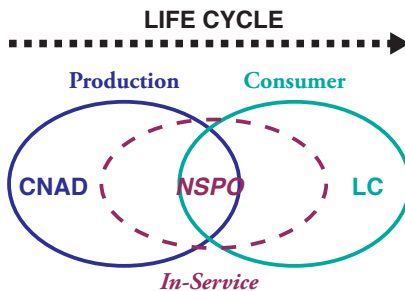 LIFE CYCLE
Production Consumer
CNAD NSPO LC
In-Service